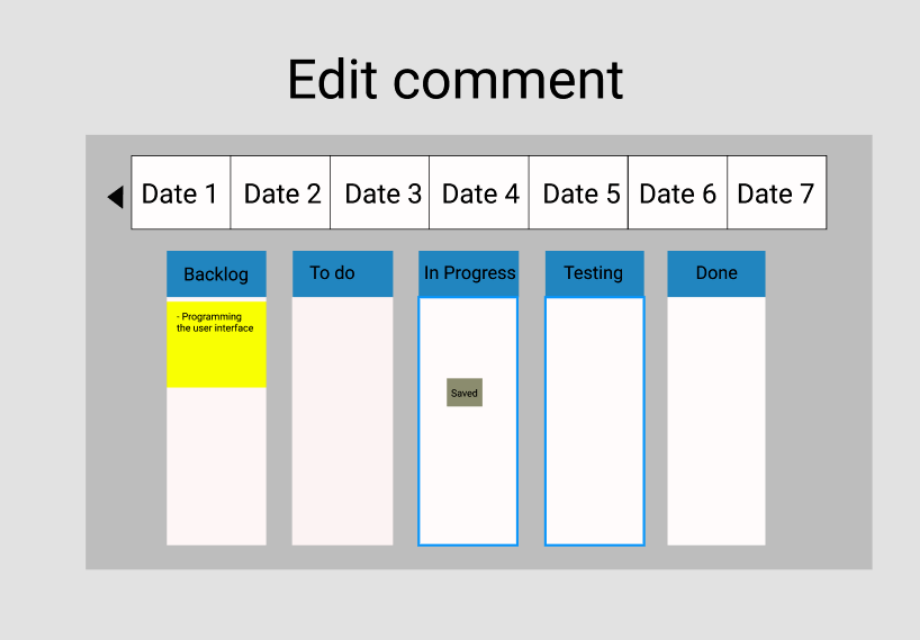 Edit comment
Date 1
Date 2
Date 3
Date 4
Date 5
Date 6
Date 7
Backlog
To do
In Progress
Testing
Done
- Programming
the user interface
Saved